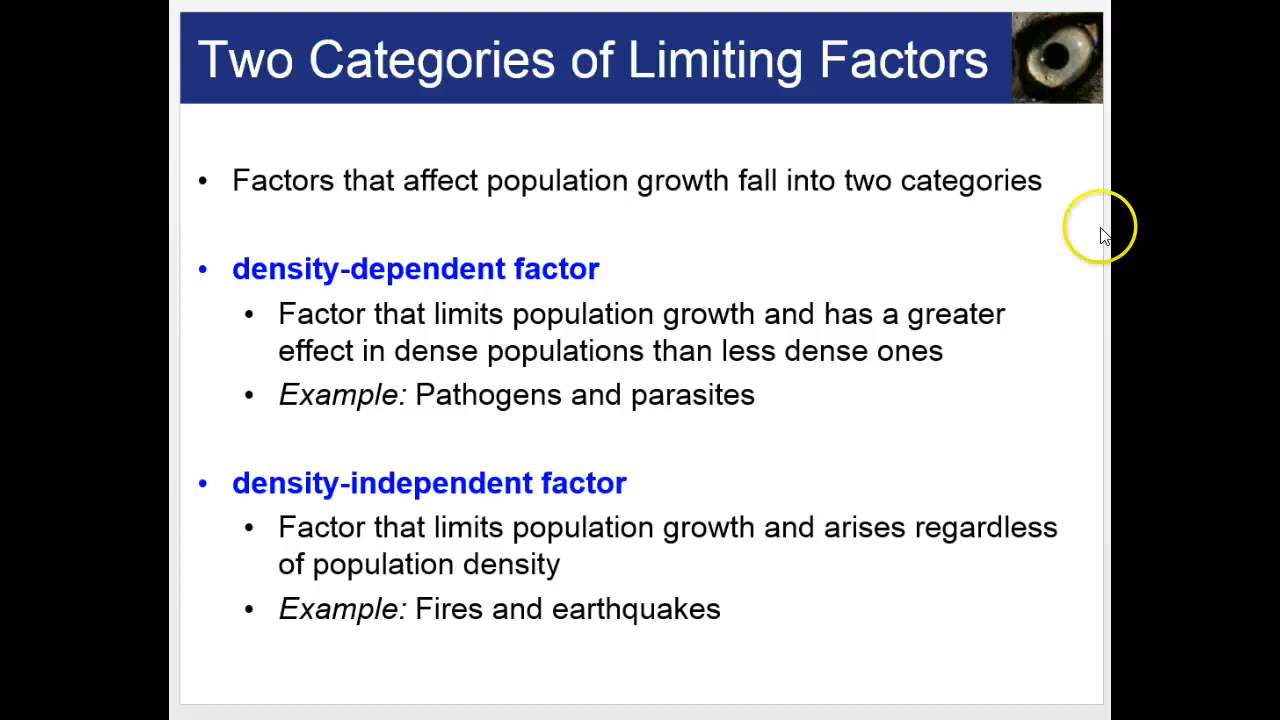 Two Categories of Limiting Factors
• Factors that affect population growth fall into two categories
• density-dependent factor
• Factor that limits population growth and has a greater
effect in dense populations than less dense ones
• Example: Pathogens and parasites
• density-independent factor
• Factor that limits population growth and arises regardless
of population density
• Example: Fires and earthquakes